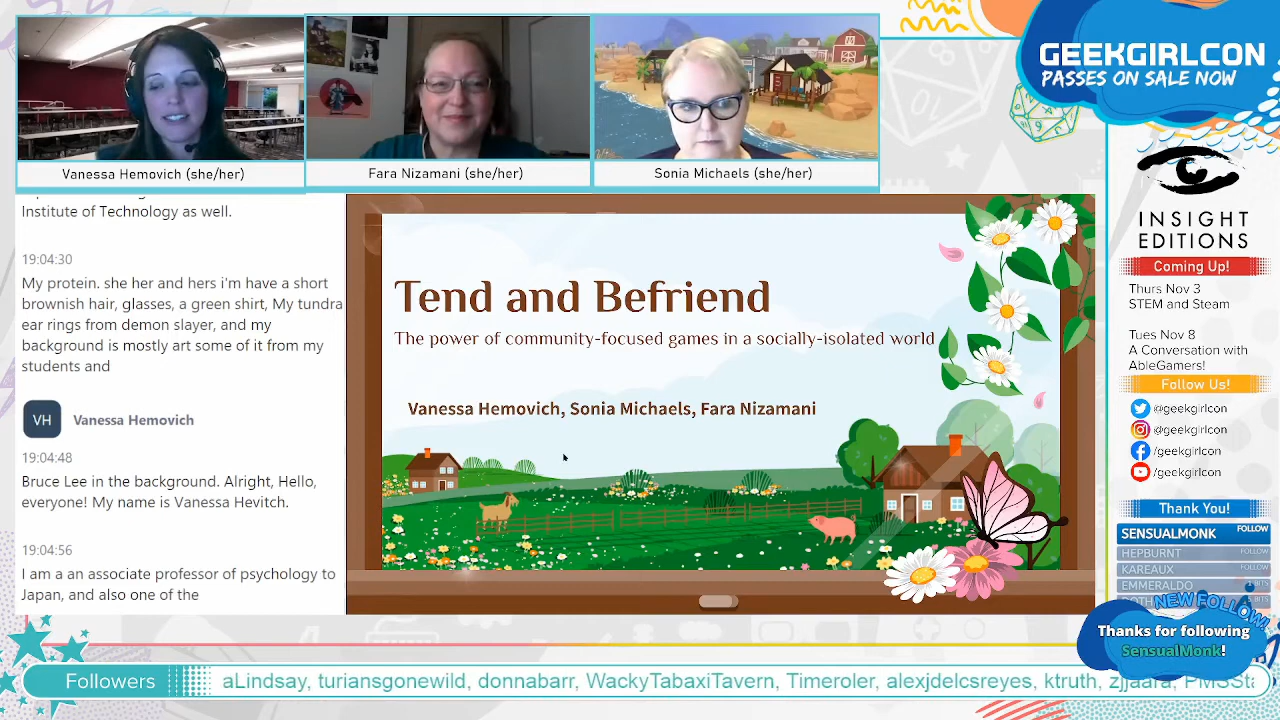 GEEKGIRLCON
PASSES ON SALE NOW
Vanessa Hemovich (she/her)
Fara Nizamani (she/her)
Sonia Michaels (she/her)
Institute of Technology as well.
19:04:30
My protein. she her and hers i'm have a short
brownish hair, glasses, a green shirt, My tundra
ear rings from demon slayer, and my
background is mostly art some of it from my
students and
VH
Vanessa Hemovich
19:04:48
Bruce Lee in the background. Alright, Hello,
everyone! My name is Vanessa Hevitch.
19:04:56
I am a an associate professor of psychology to
Japan, and also one of the
Tend and Befriend
The power of community-focused games in a socially-isolated world
Vanessa Hemovich, Sonia Michaels, Fara Nizamani
INSIGHT
EDITIONS
Coming Up!
Thurs Nov 3
STEM and Steam
Tues Nov 8
A Conversation with
AbleGamers!
Follow Us!
@geekgirlcon
@geekgirlcon
/geekgirlcon
/geekgirlcon
Thank You!
SENSUALMONK FOLLOW
HEPBURNT FOLLOW
KAREAUX FOLLOW
EMMERALDO
NEW FOLLOW
Thanks for following
SensualMonk!
Followers
aLindsay, turiansgonewild, donnabarr, WackyTabaxiTavern, Timeroler, alexjdelcsreyes, ktruth, zjjaara,